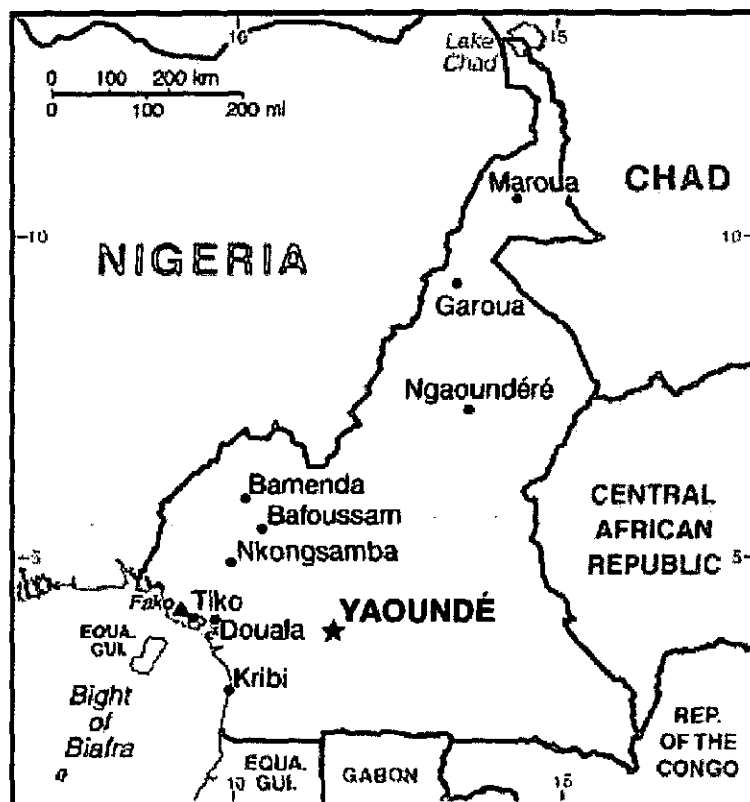 10
15
Lake
Chad
0 100 200 km
0 100 200 mi
Maroua
CHAD
10
10
NIGERIA
Garoua
Ngaoundéré
Bamenda
Bafoussam
CENTRAL
AFRICAN
REPUBLIC
Nkongsamba
5
5
Fako
Tiko
YAOUNDÉ
EQUA.
GUI.
Douala
Kribi
Bight
of
Biafra
REP.
OF THE
CONGO
EQUA.
GUI.
GABON
10
15